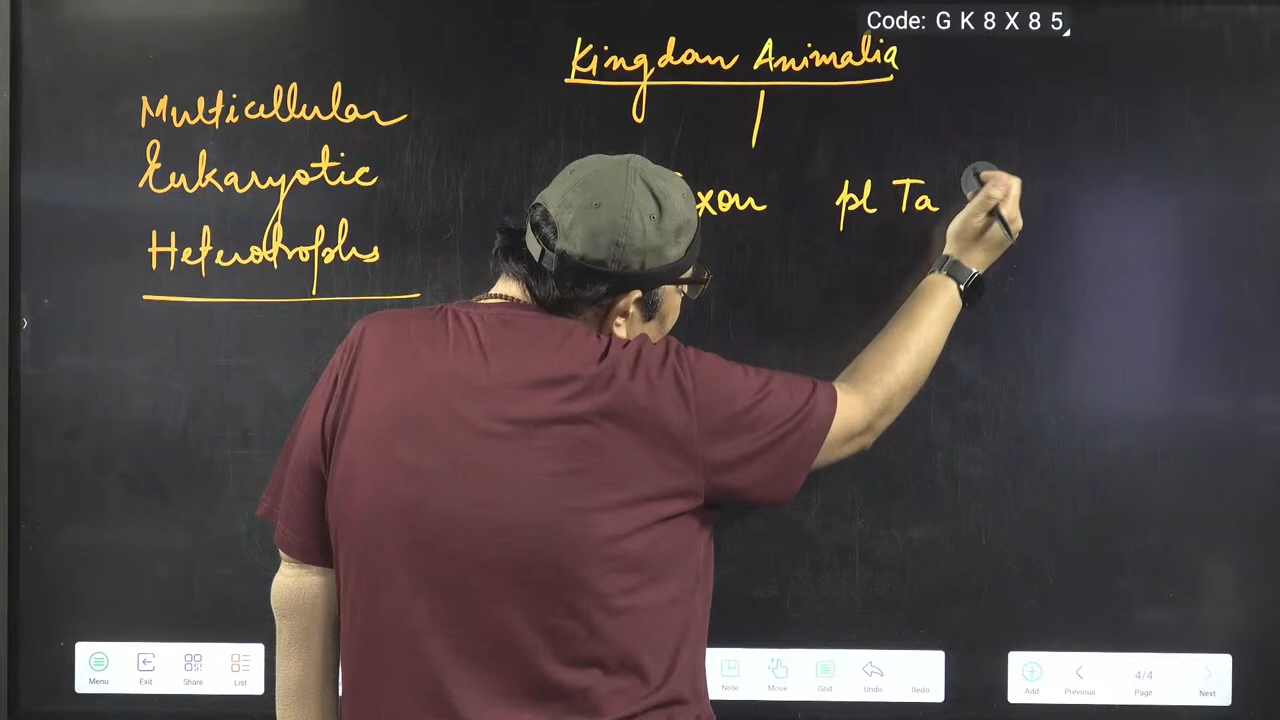 Code: G K 8 X 8 5
Kingdom Animalia
Multicellular
Eukaryotic
Heterotrophs
xon pl Ta
Menu Exit Share List Note Move Grid Undo Redo Add Previous 4/4 Page Next